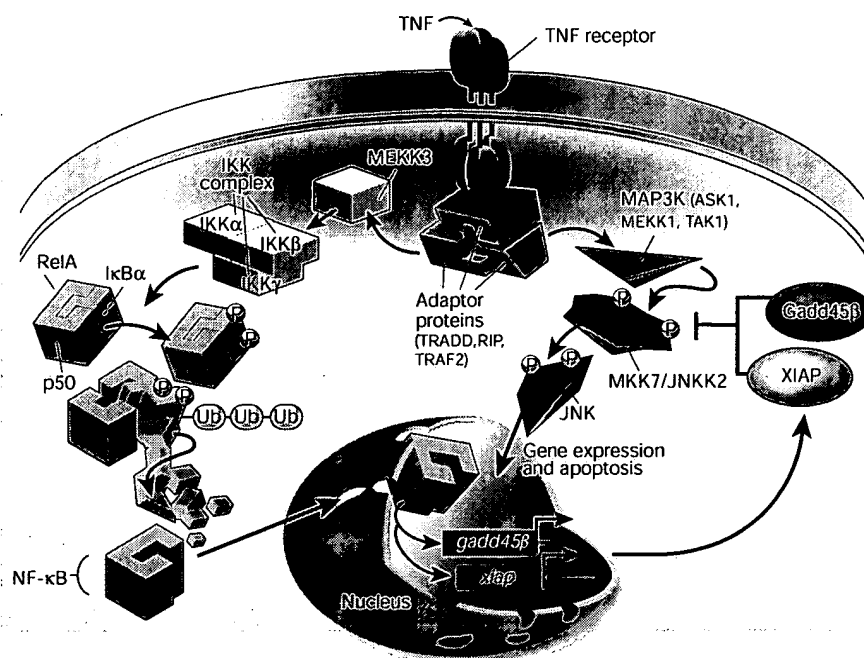 TNF
TNF receptor
MEKK3
IKK
complex
IKKα
IKKβ
IKKγ
MAP3K (ASK1,
MEKK1, TAK1)
RelA
IκBα
p50
P
P
Adaptor
proteins
(TRADD, RIP,
TRAF2)
P
P
Gadd45β
XIAP
MKK7/JNKK2
P
P
JNK
P
P
Ub Ub Ub
Gene expression
and apoptosis
gadd45β
xiap
NF-κB
Nucleus